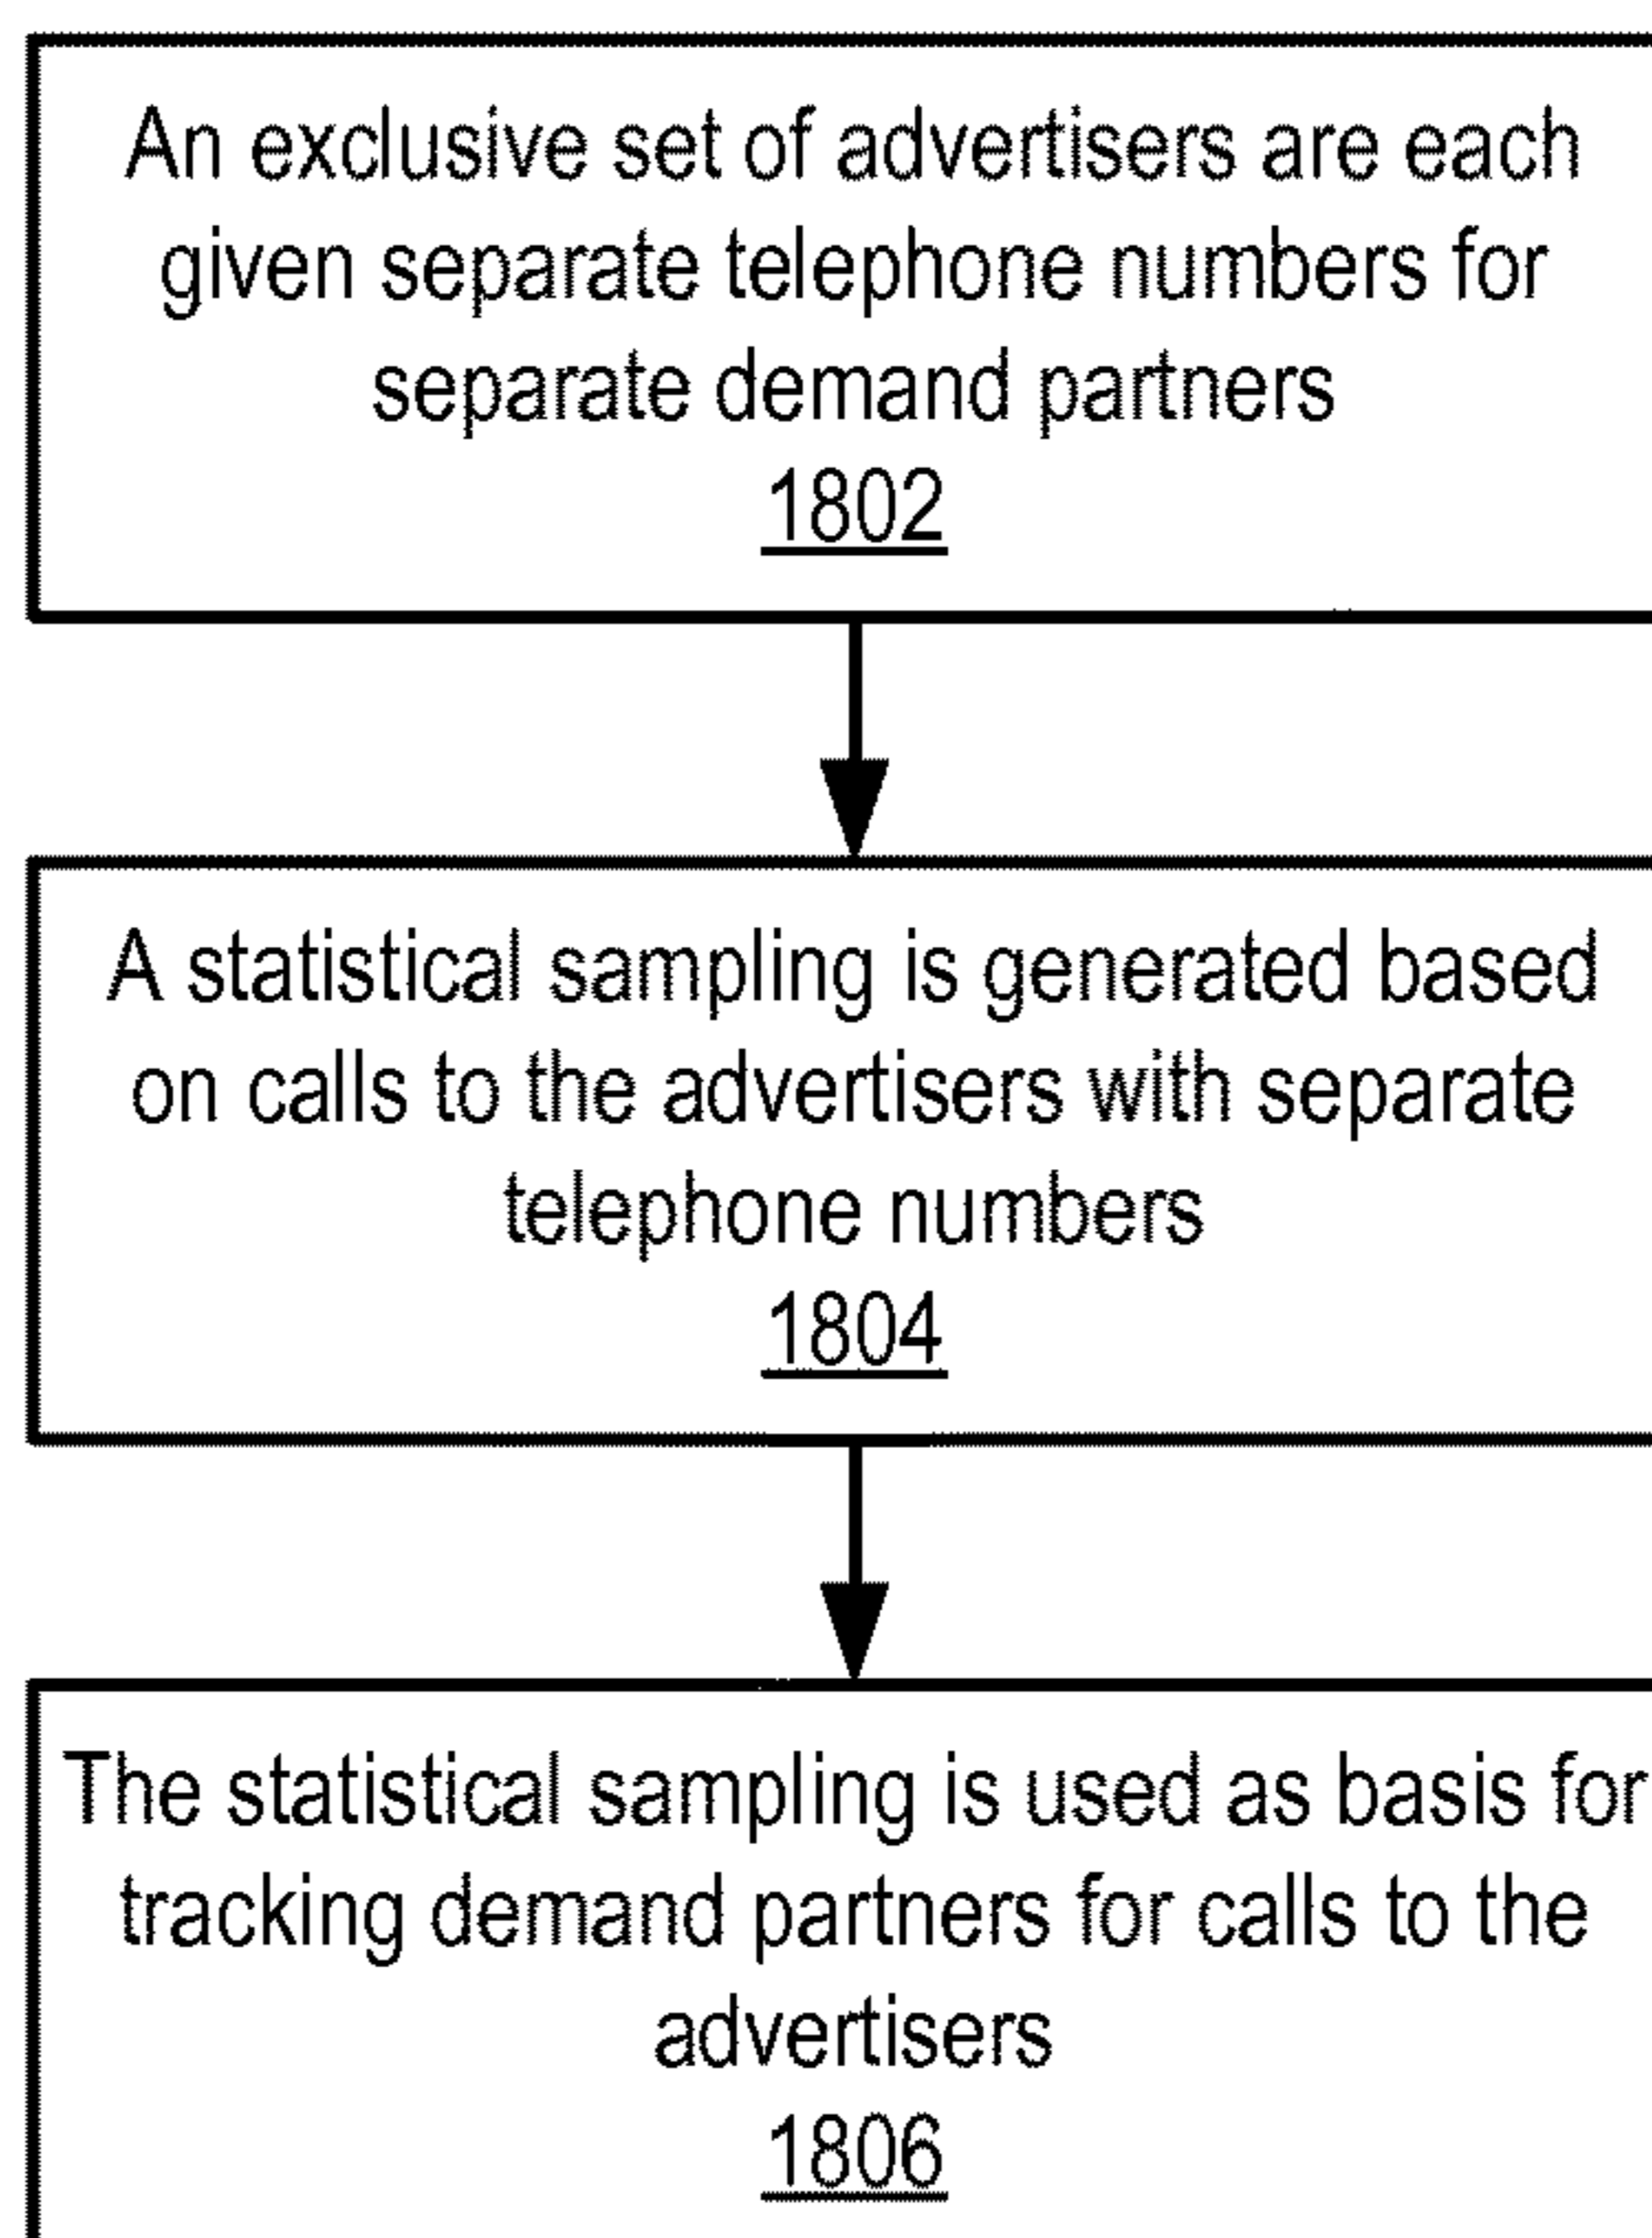 An exclusive set of advertisers are each
given separate telephone numbers for
separate demand partners
1802
A statistical sampling is generated based
on calls to the advertisers with separate
telephone numbers
1804
The statistical sampling is used as basis for
tracking demand partners for calls to the
advertisers
1806